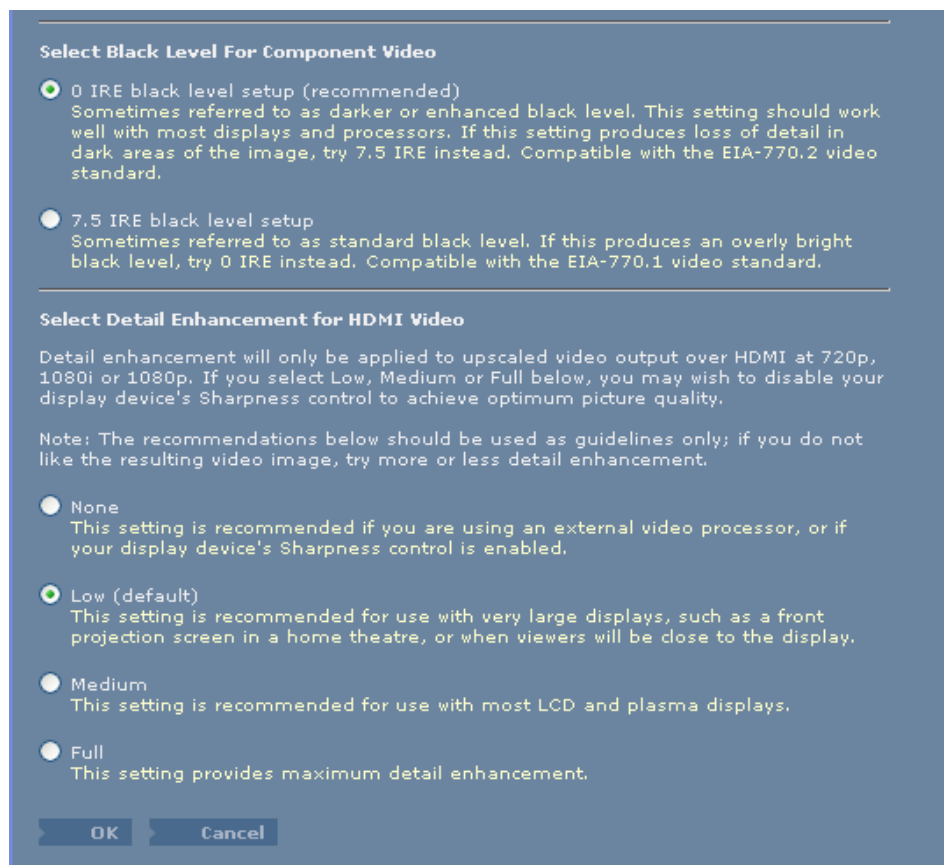 Select Black Level For Component Video
0 IRE black level setup (recommended)
Sometimes referred to as darker or enhanced black level. This setting should work
well with most displays and processors. If this setting produces loss of detail in
dark areas of the image, try 7.5 IRE instead. Compatible with the EIA-770.2 video
standard.
7.5 IRE black level setup
Sometimes referred to as standard black level. If this produces an overly bright
black level, try 0 IRE instead. Compatible with the EIA-770.1 video standard.
Select Detail Enhancement for HDMI Video
Detail enhancement will only be applied to upscaled video output over HDMI at 720p,
1080i or 1080p. If you select Low, Medium or Full below, you may wish to disable your
display device's Sharpness control to achieve optimum picture quality.
Note: The recommendations below should be used as guidelines only; if you do not
like the resulting video image, try more or less detail enhancement.
None
This setting is recommended if you are using an external video processor, or if
your display device's Sharpness control is enabled.
Low (default)
This setting is recommended for use with very large displays, such as a front
projection screen in a home theatre, or when viewers will be close to the display.
Medium
This setting is recommended for use with most LCD and plasma displays.
Full
This setting provides maximum detail enhancement.
OK Cancel